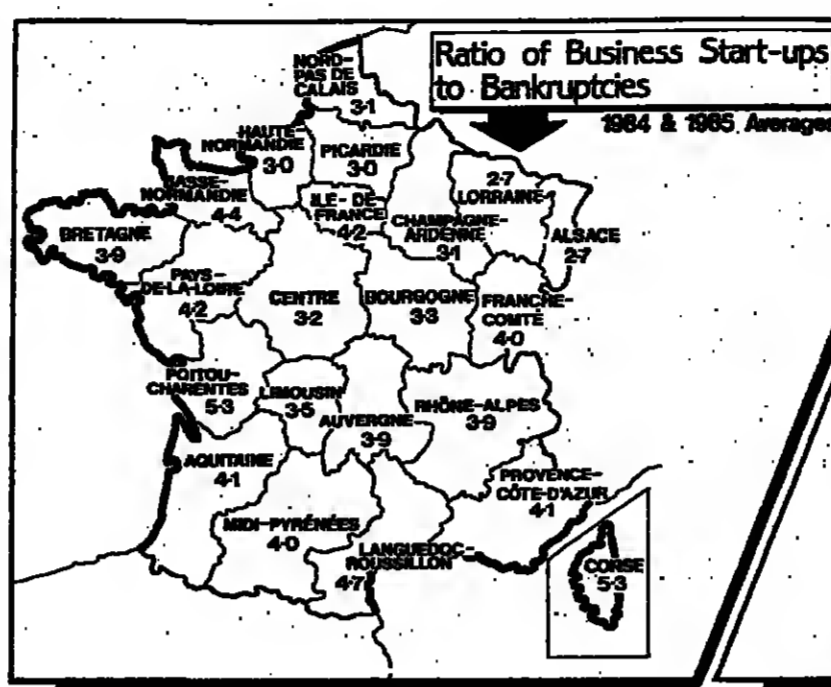 Ratio of Business Start-ups
to Bankruptcies
1984 & 1985 Averages
NORD-
PAS DE
CALAIS
3·1
HAUTE-
NORMANDIE
3·0
PICARDIE
3·0
BASSE-
NORMANDIE
4·4
ILE-DE-
FRANCE
4·2
CHAMPAGNE-
ARDENNE
3·1
2·7
LORRAINE
ALSACE
2·7
BRETAGNE
3·9
PAYS-
DE-LA-LOIRE
4·2
CENTRE
3·2
BOURGOGNE
3·3
FRANCHE-
COMTÉ
4·0
POITOU-
CHARENTES
5·3
LIMOUSIN
3·5
AUVERGNE
3·9
RHÔNE-ALPES
3·9
AQUITAINE
4·1
MIDI-PYRÉNÉES
4·0
LANGUEDOC-
ROUSSILLON
4·7
PROVENCE-
CÔTE-D'AZUR
4·1
CORSE
5·3